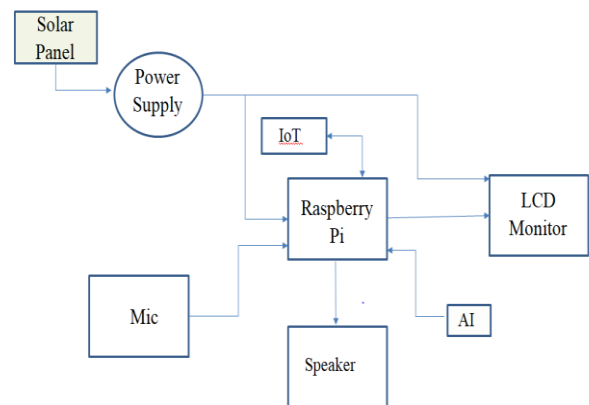 Solar
Panel
Power
Supply
IoT
Raspberry
Pi
LCD
Monitor
Mic
AI
Speaker